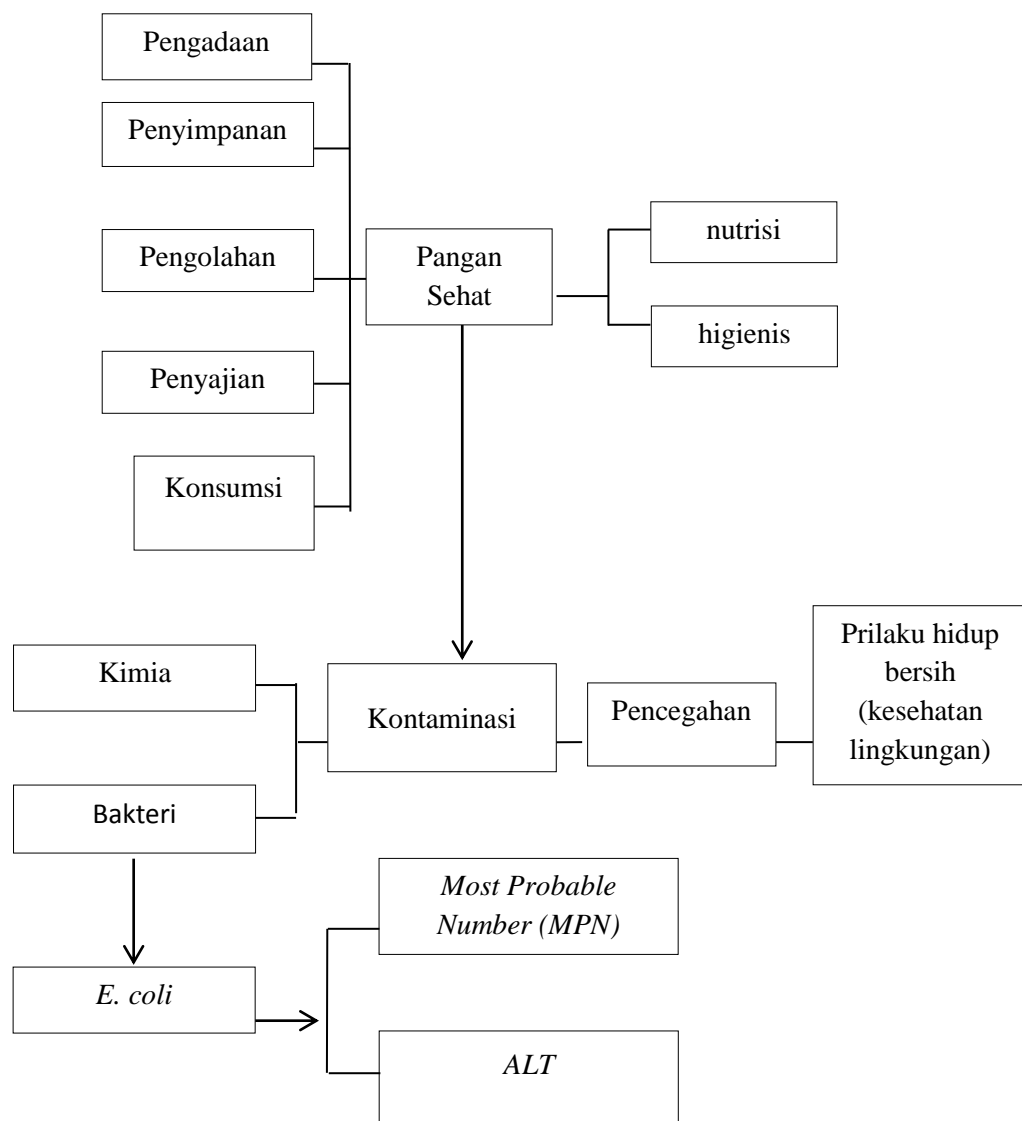 Pengadaan
Penyimpanan
Pengolahan
Penyajian
Konsumsi
Pangan
Sehat
nutrisi
higienis
Kimia
Bakteri
Kontaminasi
Pencegahan
Prilaku hidup
bersih
(kesehatan
lingkungan)
E. coli
Most Probable
Number (MPN)
ALT